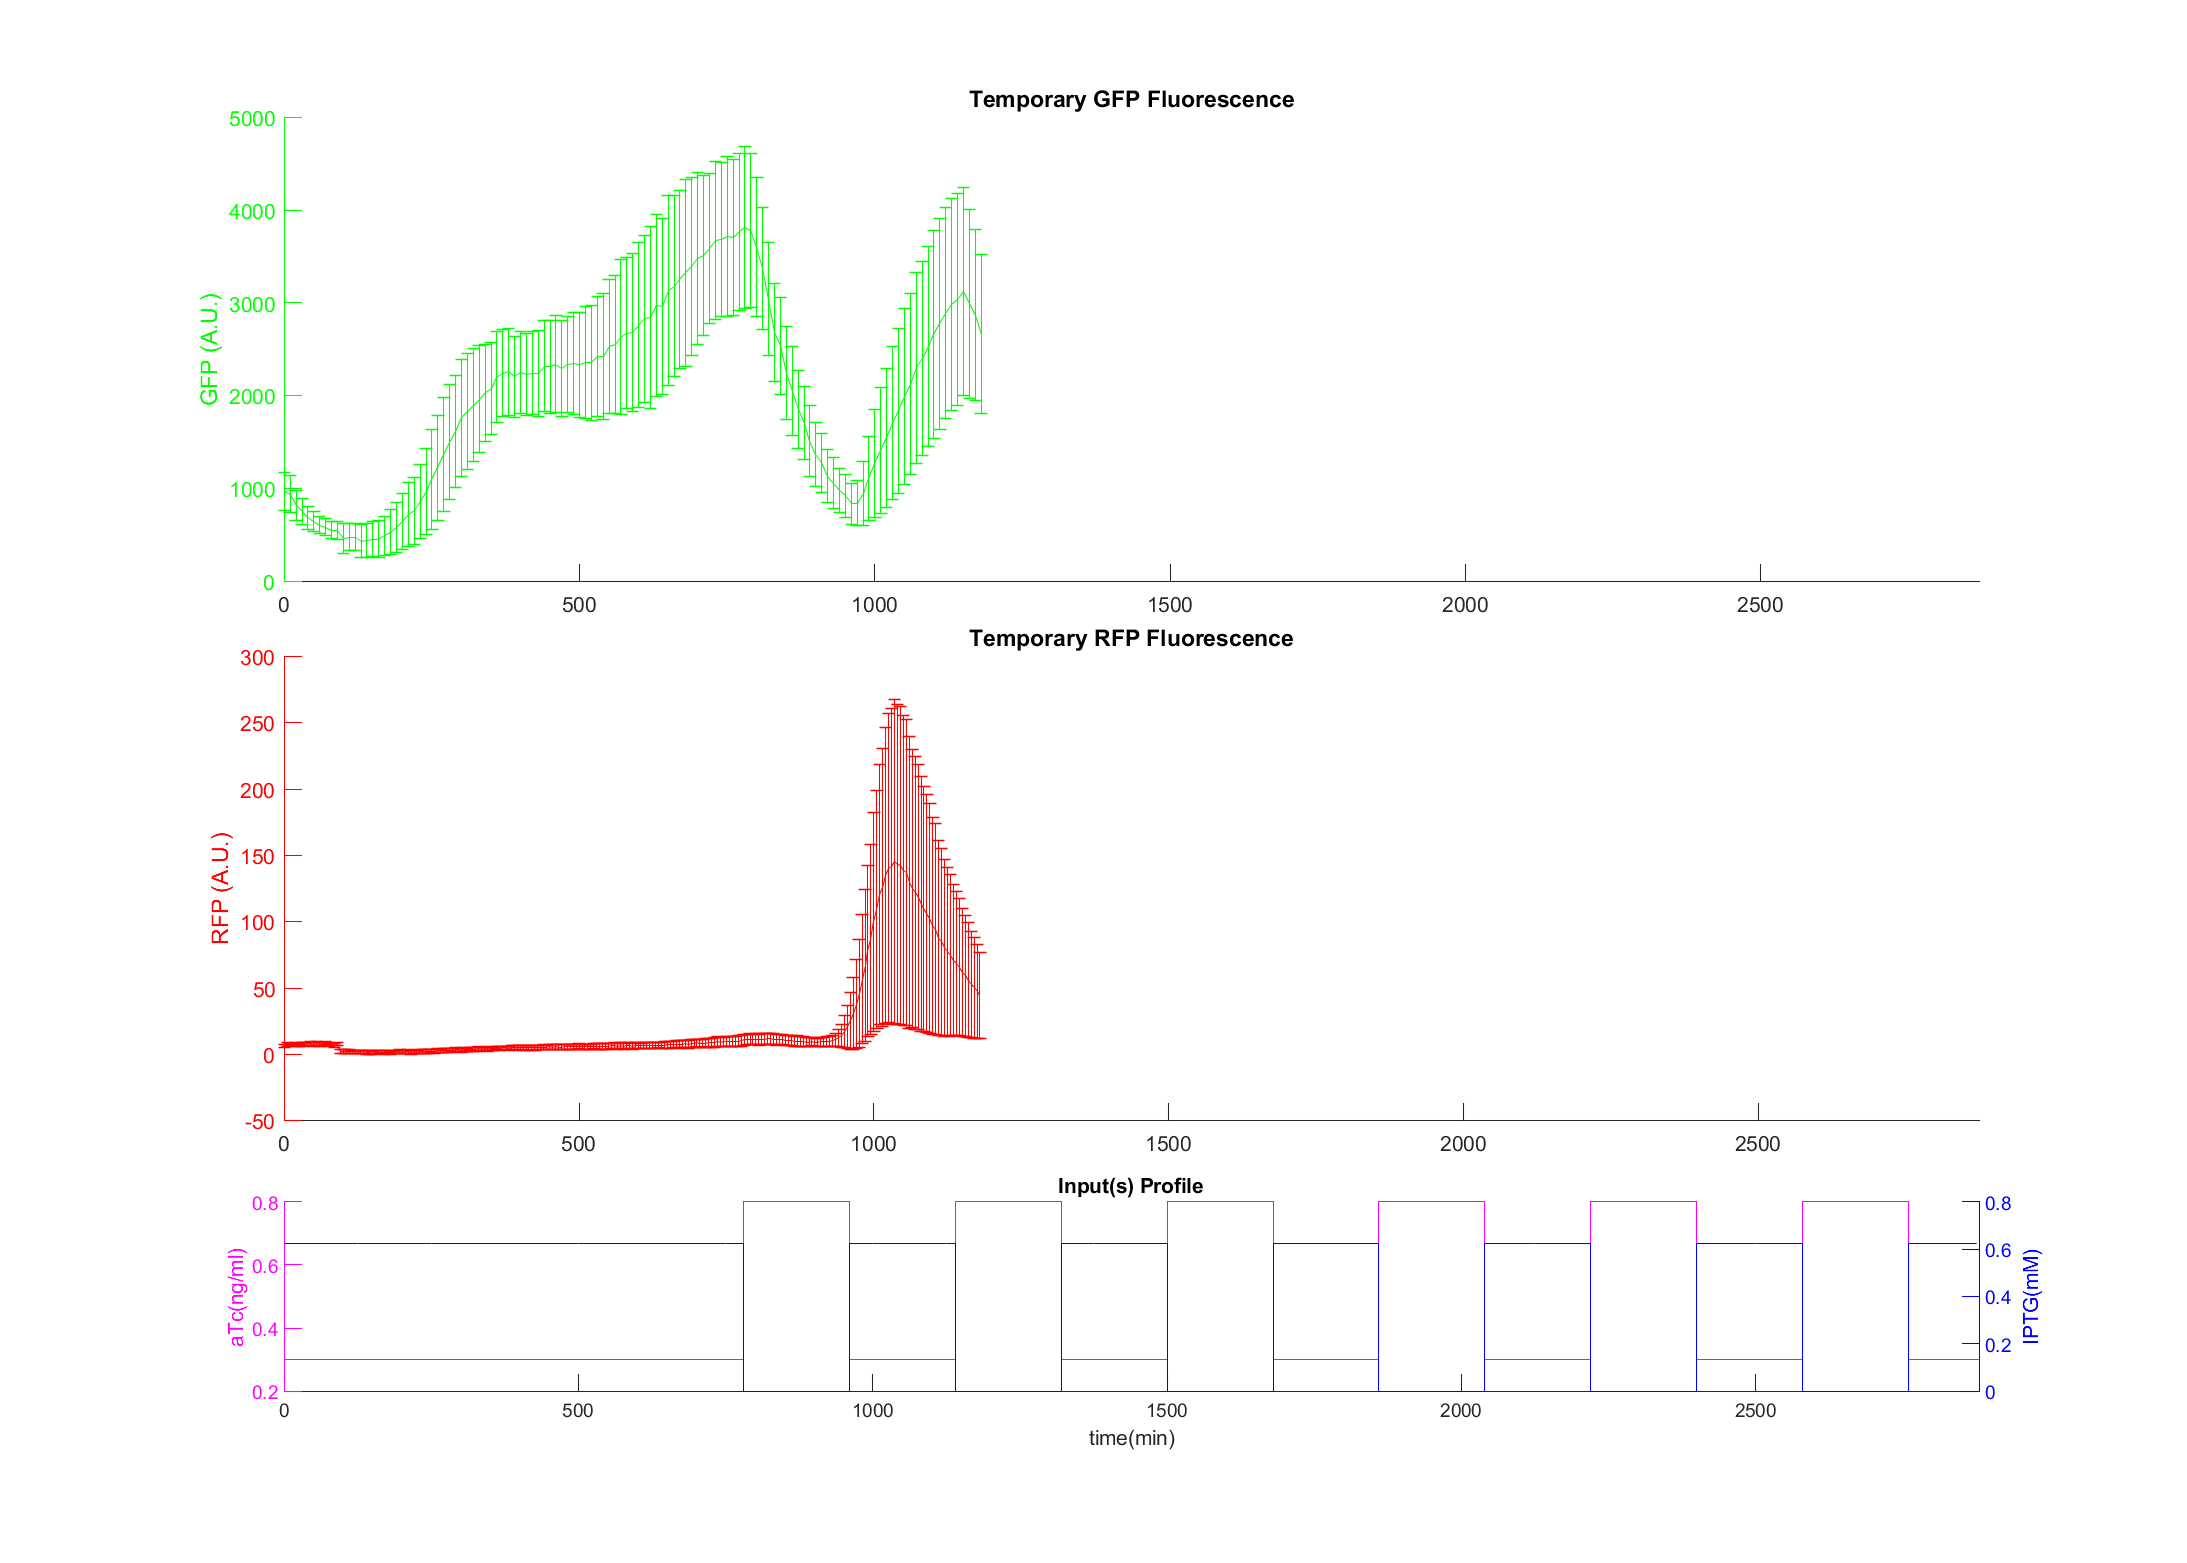 Temporary GFP Fluorescence
5000
4000
3000
2000
1000
0
GFP (A.U.)
0 500 1000 1500 2000 2500
Temporary RFP Fluorescence
300
250
200
150
100
50
0
-50
RFP (A.U.)
0 500 1000 1500 2000 2500
Input(s) Profile
0.8
0.6
0.4
0.2
aTc(ng/ml)
0.8
0.6
0.4
0.2
0
IPTG(mM)
0 500 1000 1500 2000 2500
time(min)